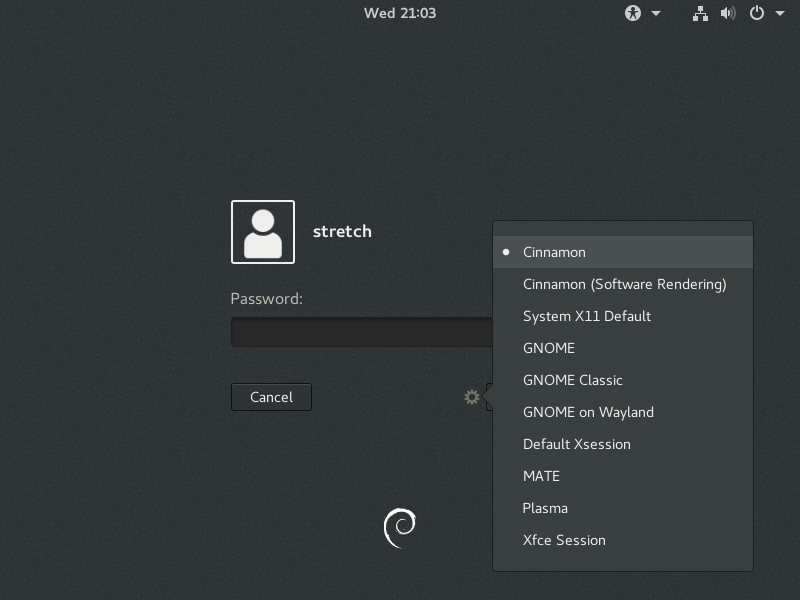 Wed 21:03
stretch
Password:
Cancel
Cinnamon
Cinnamon (Software Rendering)
System X11 Default
GNOME
GNOME Classic
GNOME on Wayland
Default Xsession
MATE
Plasma
Xfce Session